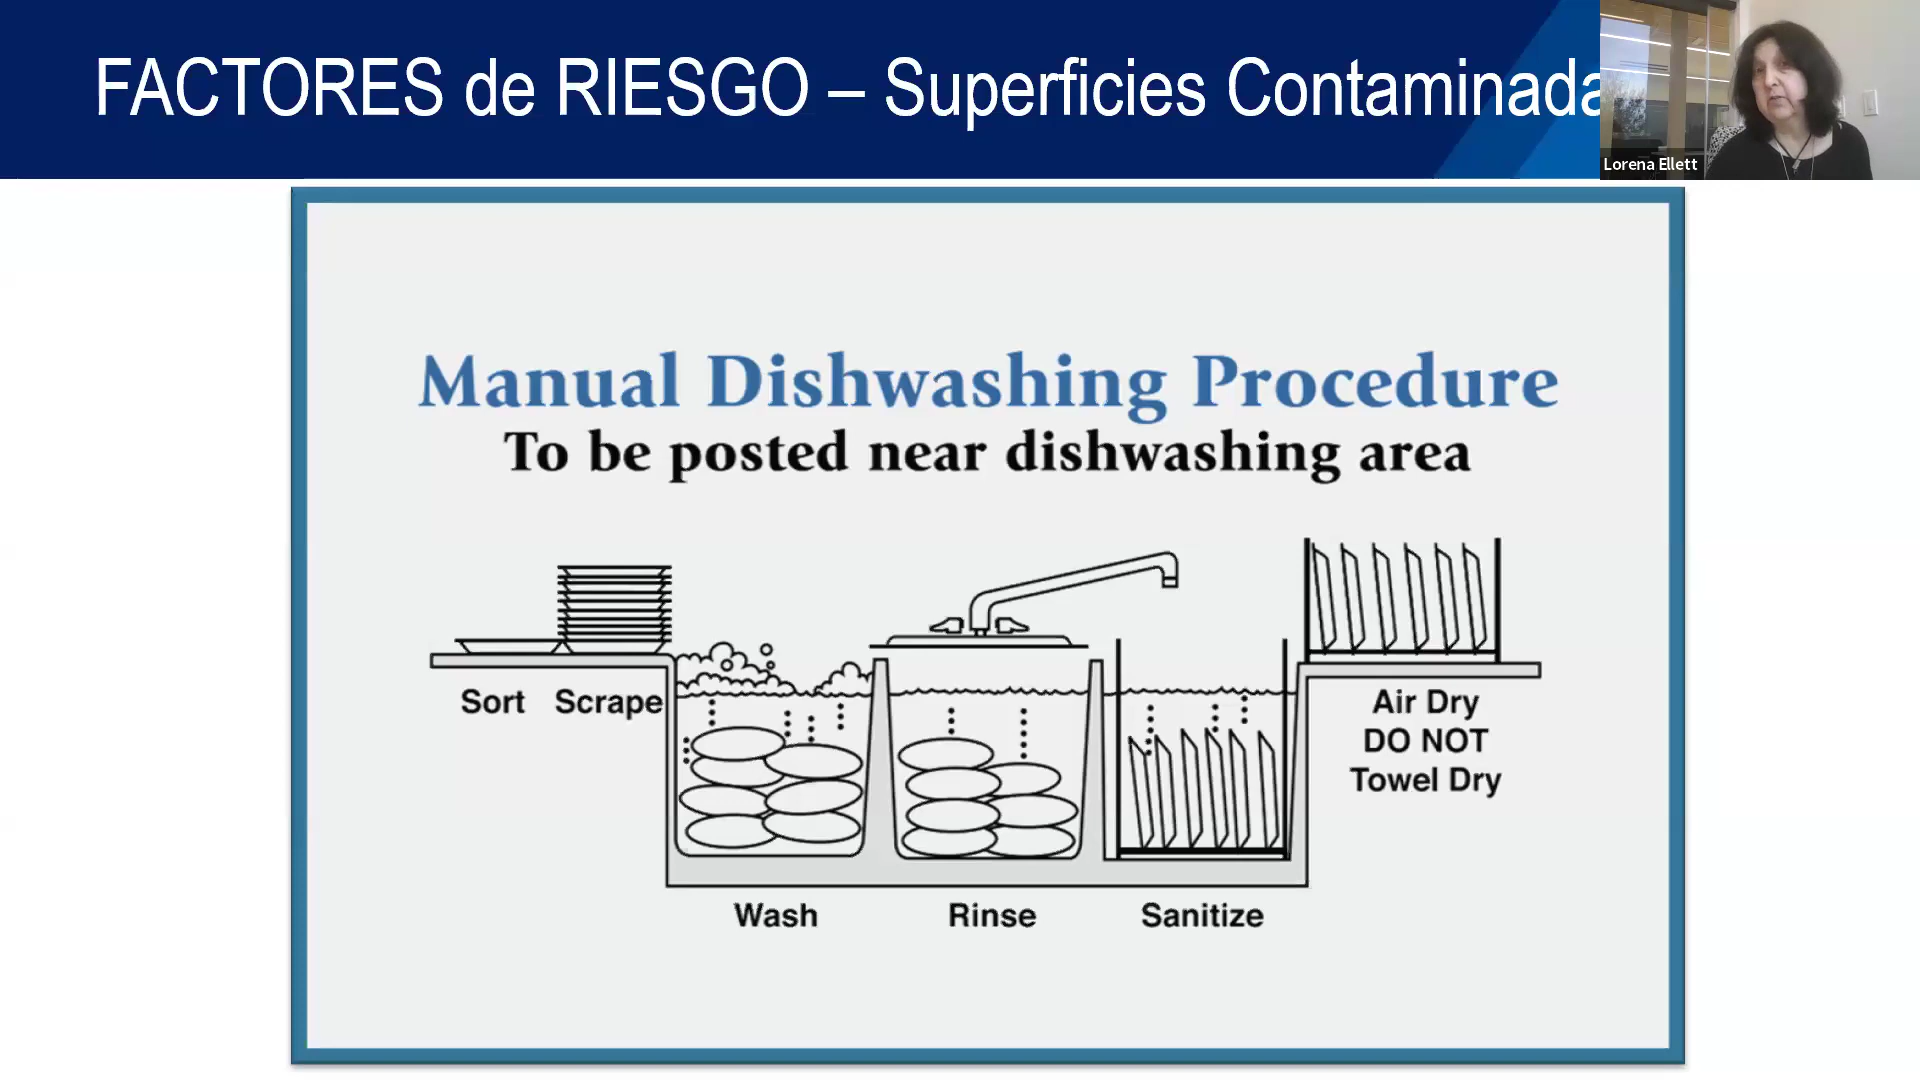 FACTORES de RIESGO – Superficies Contaminada
Lorena Ellett
Manual Dishwashing Procedure
To be posted near dishwashing area
Sort Scrape
Air Dry
DO NOT
Towel Dry
Wash Rinse Sanitize